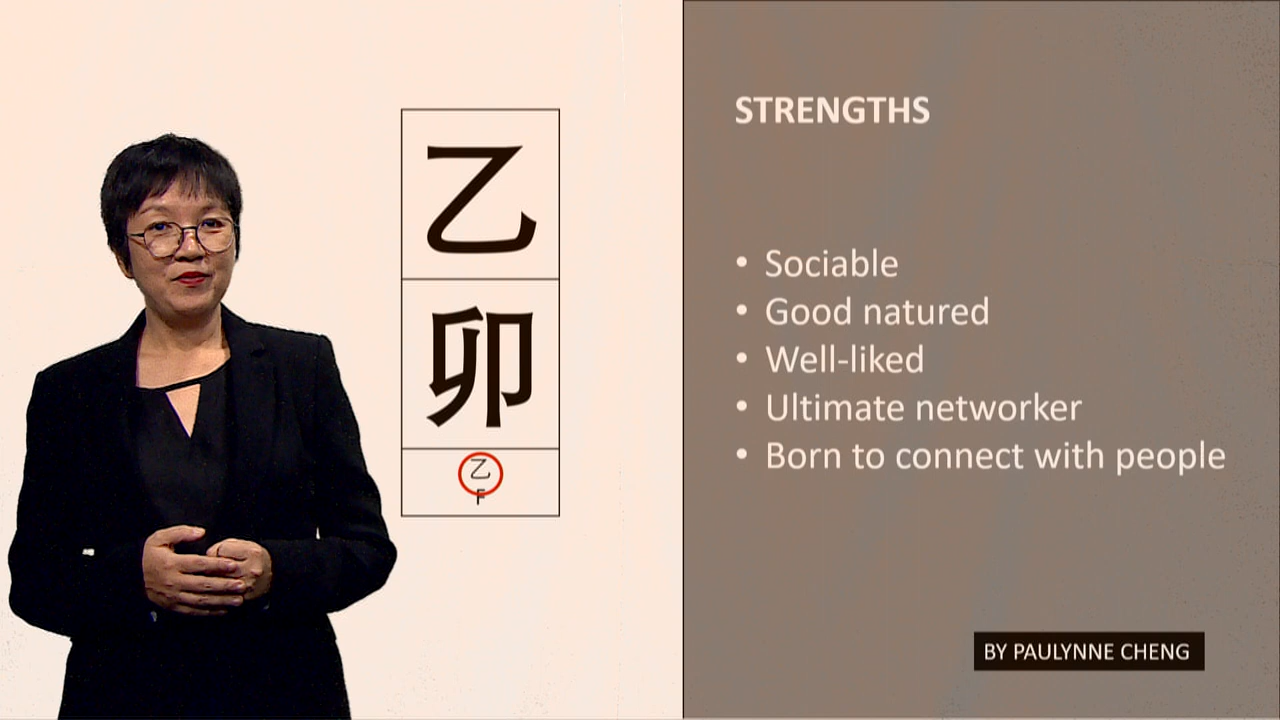 乙
卯
乙
F
STRENGTHS
• Sociable
• Good natured
• Well-liked
• Ultimate networker
• Born to connect with people
BY PAULYNNE CHENG